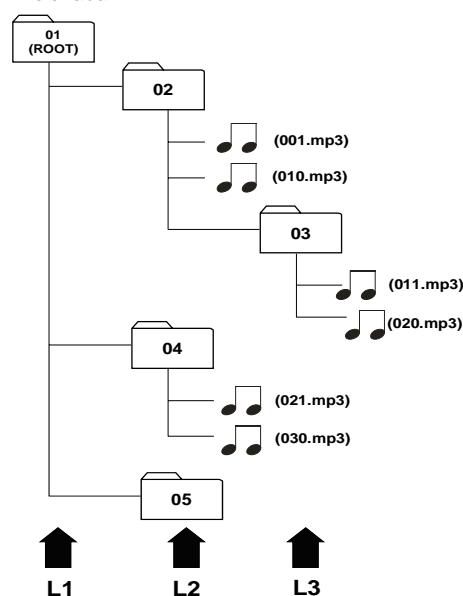 01
(ROOT)
02
(001.mp3)
(010.mp3)
03
(011.mp3)
(020.mp3)
04
(021.mp3)
(030.mp3)
05
L1 L2 L3